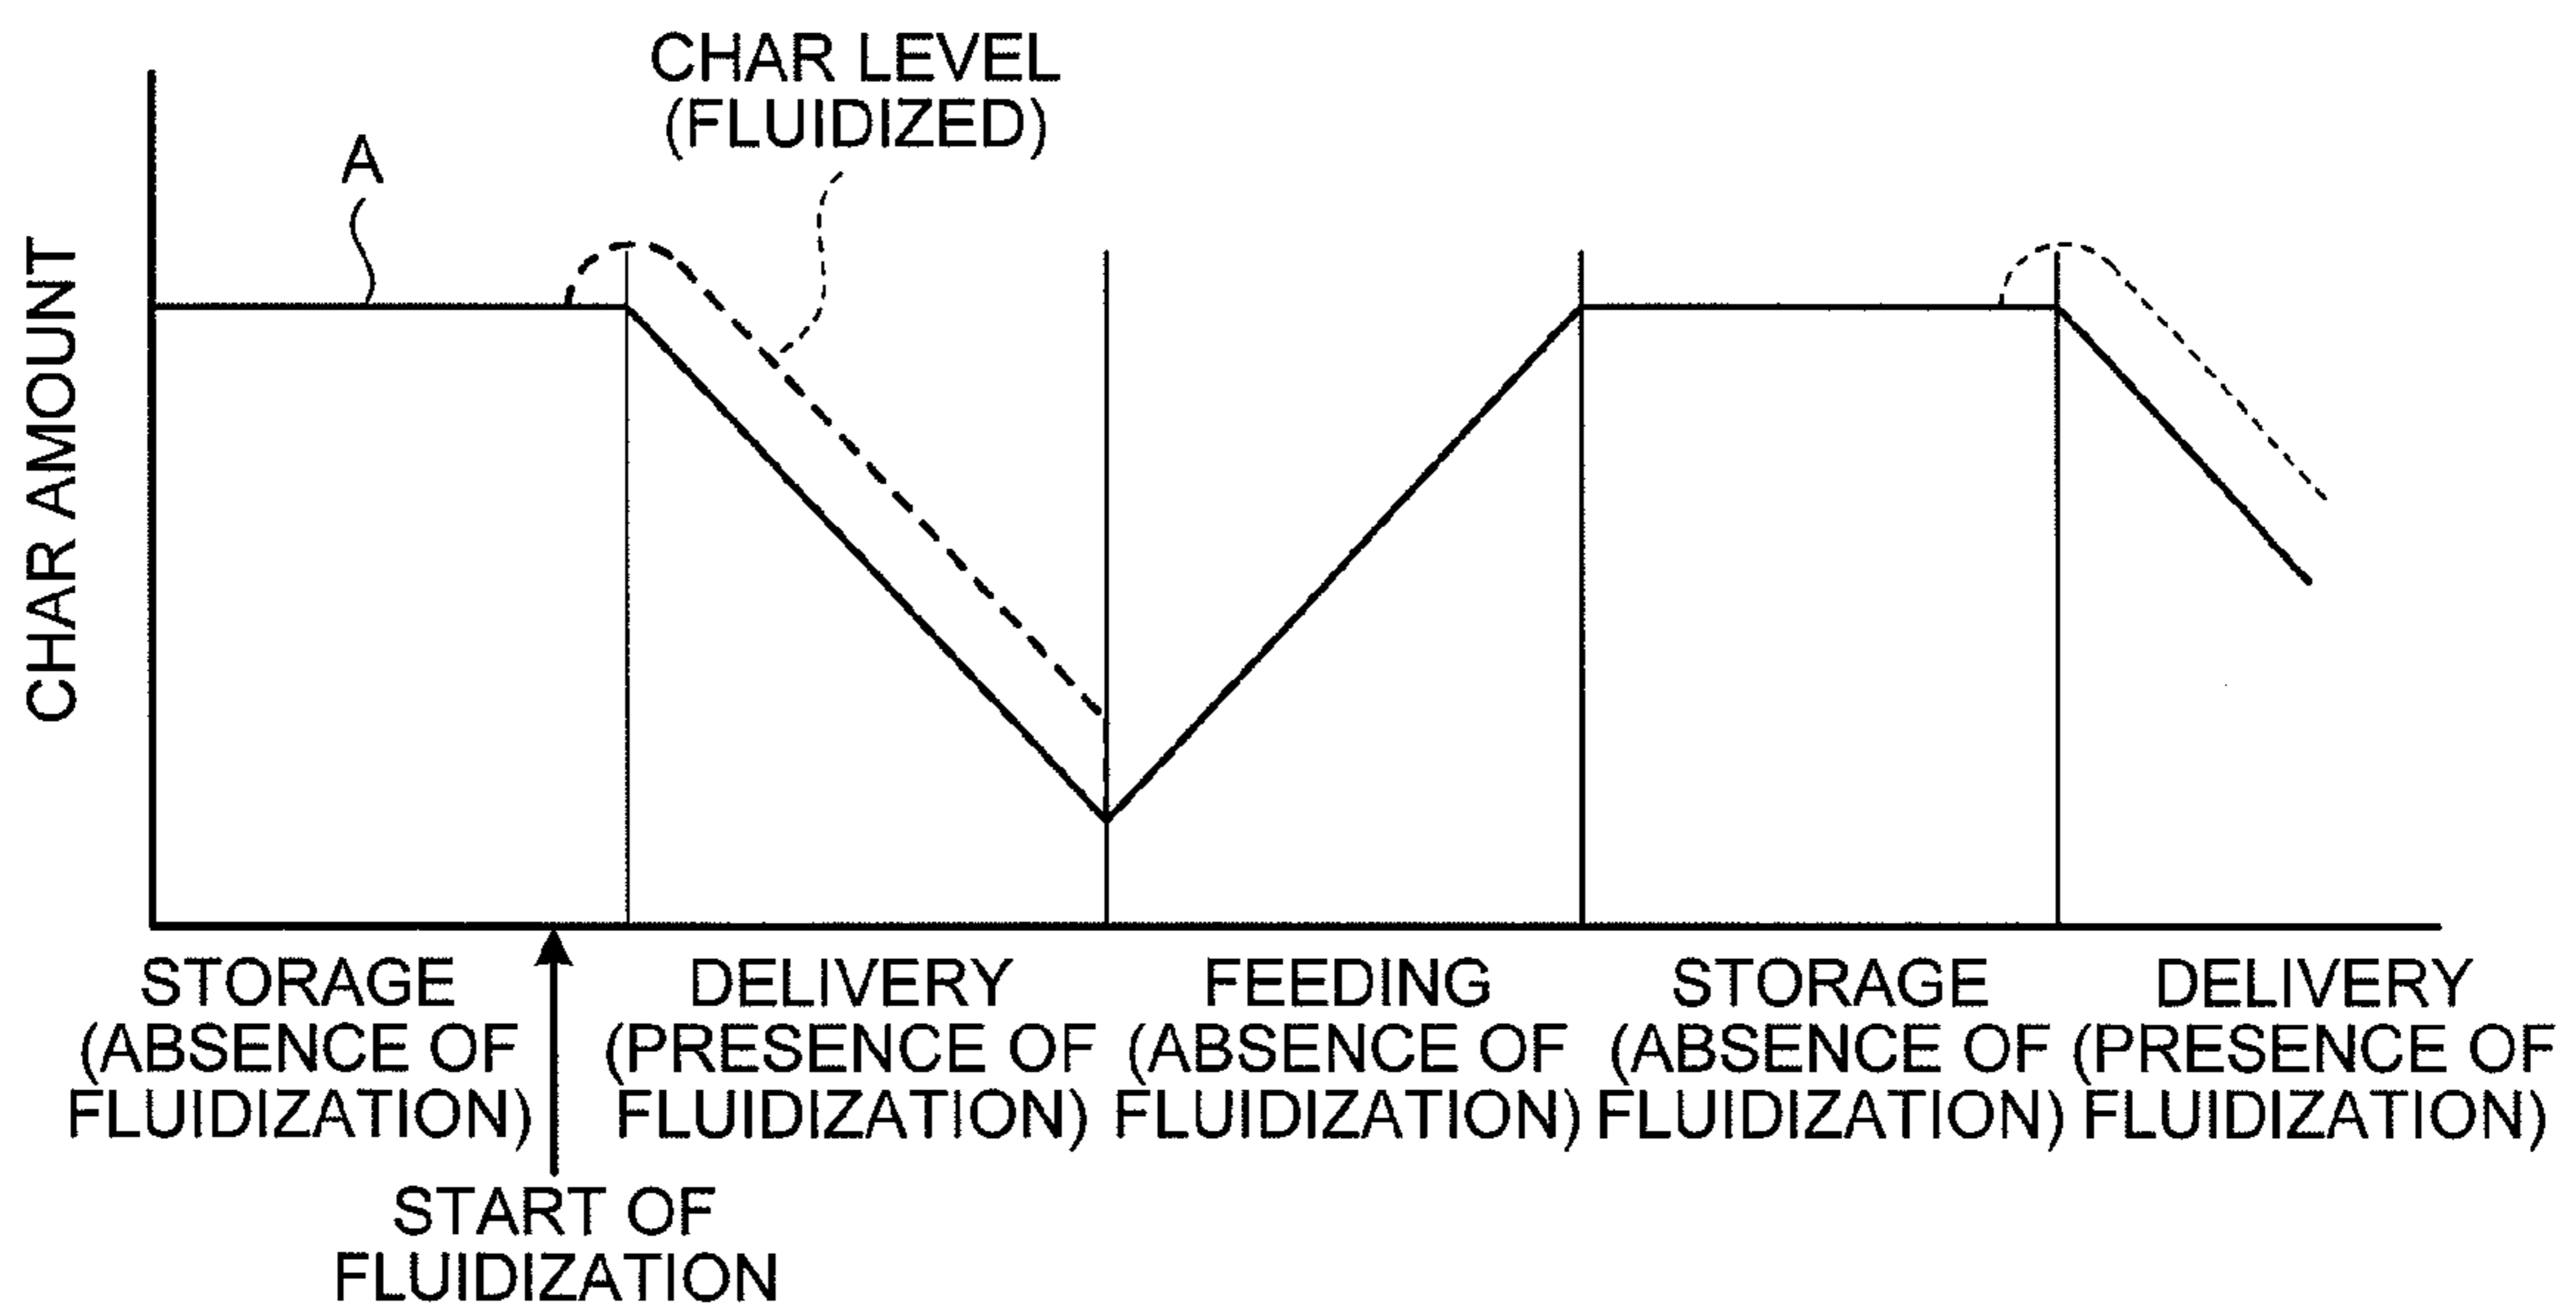 CHAR LEVEL
(FLUIDIZED)
A
CHAR AMOUNT
STORAGE
(ABSENCE OF
FLUIDIZATION)
DELIVERY
(PRESENCE OF
FLUIDIZATION)
FEEDING
(ABSENCE OF
FLUIDIZATION)
STORAGE
(ABSENCE OF
FLUIDIZATION)
DELIVERY
(PRESENCE OF
FLUIDIZATION)
START OF
FLUIDIZATION